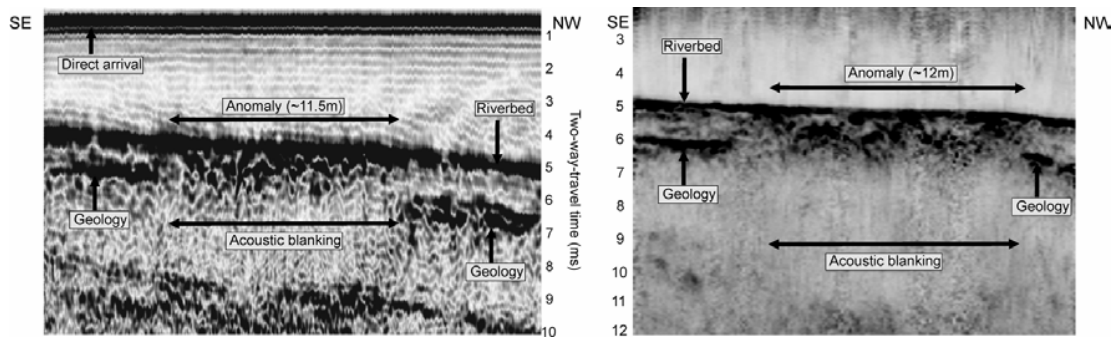 SE
NW
Direct arrival
Anomaly (~11.5m)
Riverbed
Geology
Acoustic blanking
Geology
1
2
3
4
5
6
7
8
9
10
Two-way-travel time (ms)
SE
NW
Riverbed
Anomaly (~12m)
Geology
Geology
Acoustic blanking
3
4
5
6
7
8
9
10
11
12